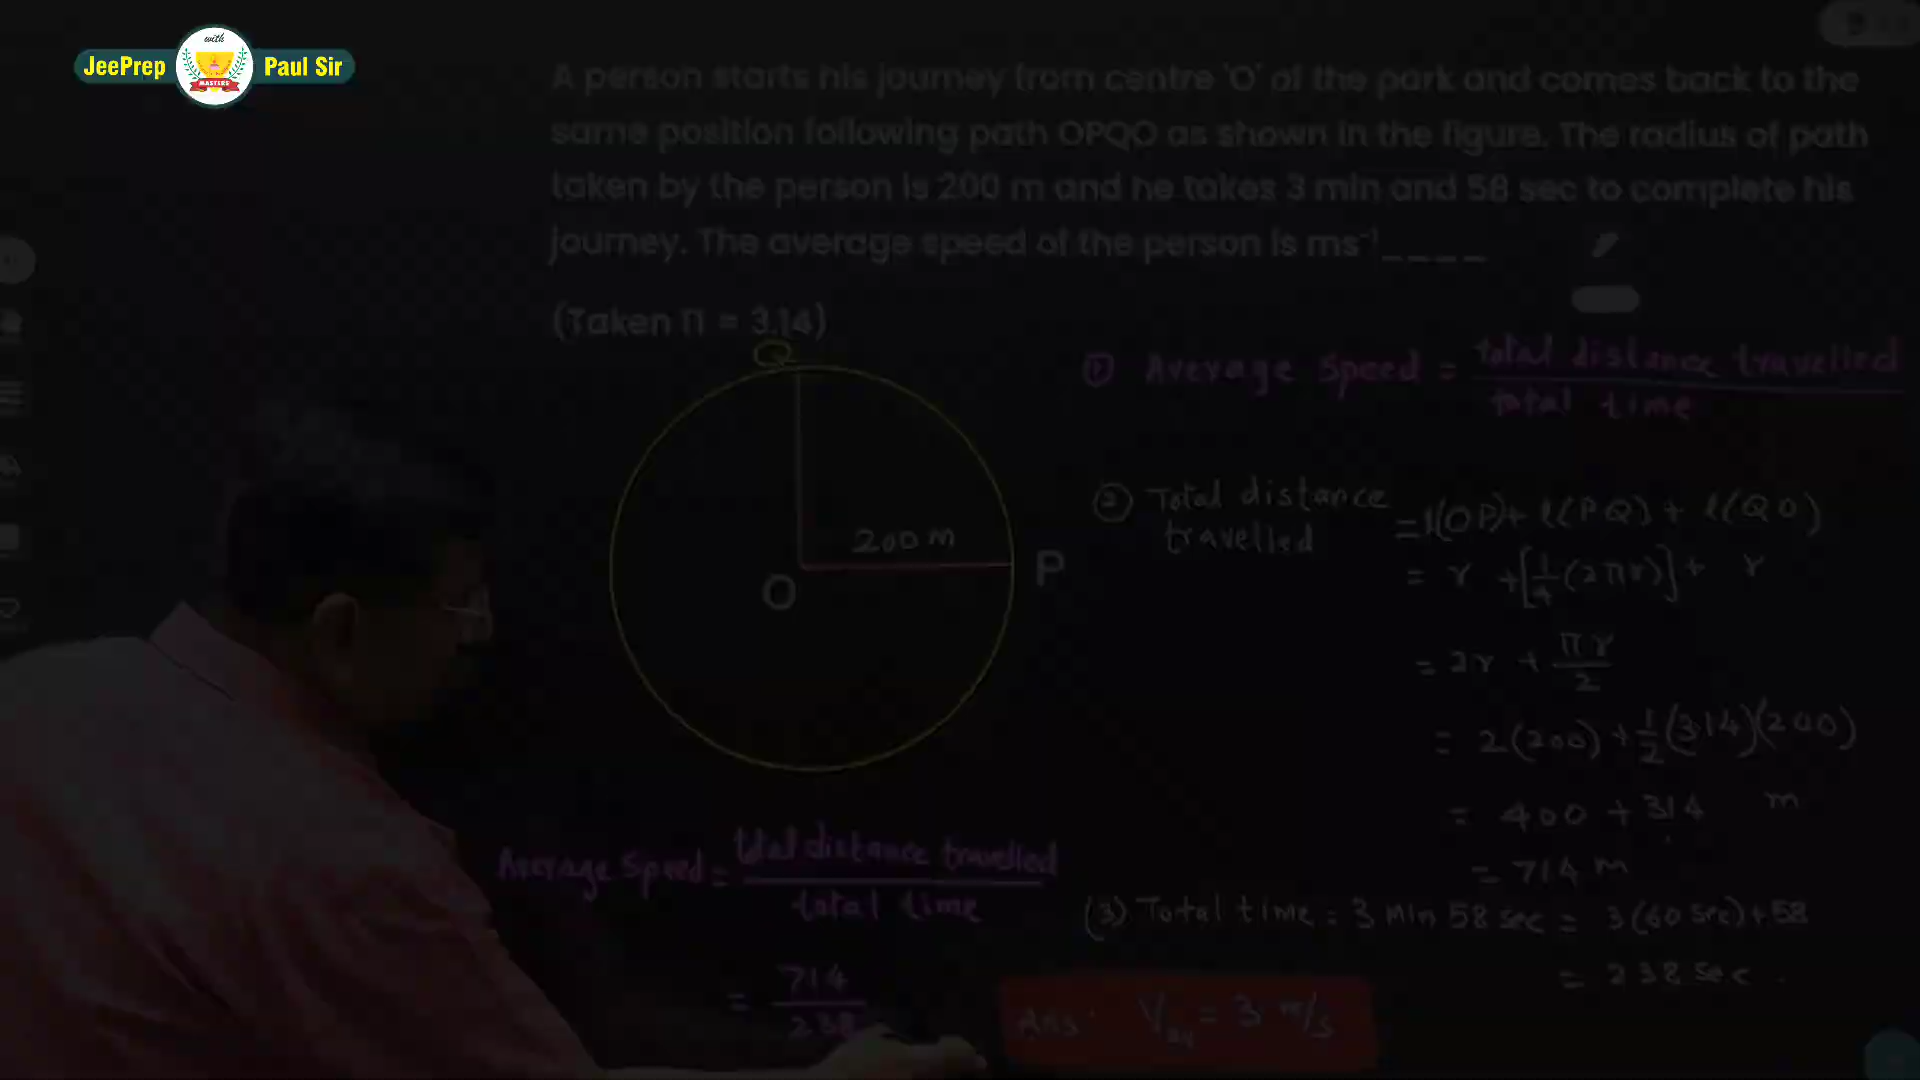 JeePrep with Paul Sir
MASTERS
A person starts his journey from centre 'O' of the park and comes back to the
same position following path OPQO as shown in the figure. The radius of path
taken by the person is 200 m and he takes 3 min and 58 sec to complete his
journey. The average speed of the person is ms⁻¹____
(Taken Π = 3.14)
Q
200 m
O
P
① Average Speed = total distance travelled
total time
② Total distance travelled = l(OP) + l(PQ) + l(QO)
= r + [1/4 (2πr)] + r
= 2r + πr/2
= 2(200) + 1/2 (3.14)(200)
= 400 + 314 m
= 714 m
Average Speed = total distance travelled
total time
= 714
238
(3) Total time = 3 min 58 sec = 3(60 sec) + 58
= 238 sec.
Ans: Vav = 3 m/s